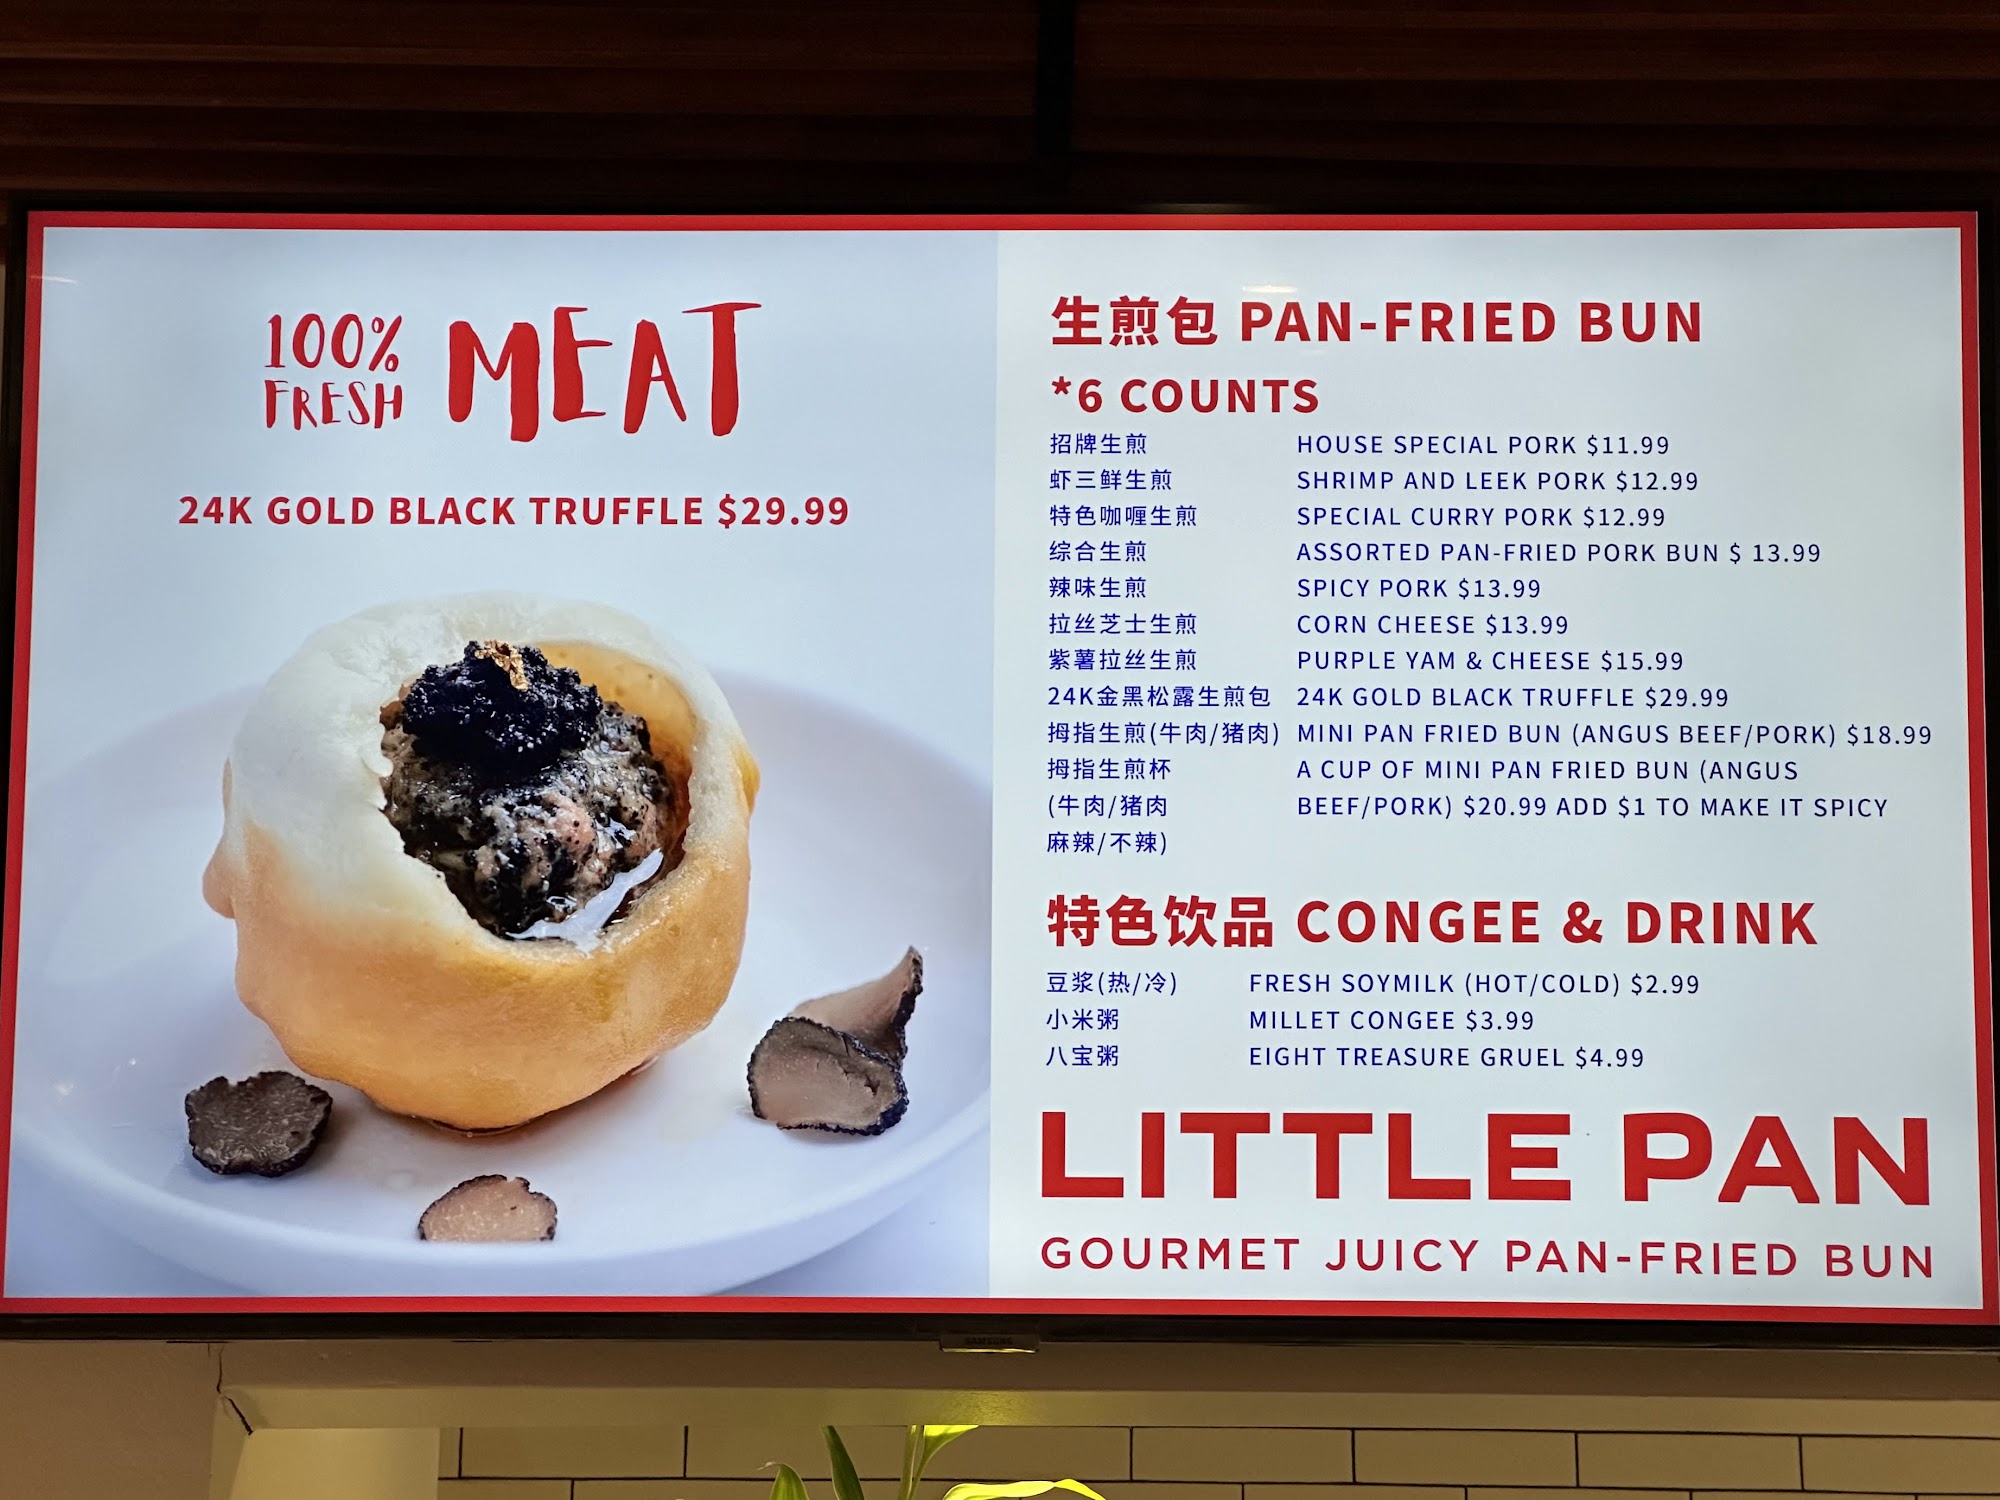 100%
FRESH
MEAT
24K GOLD BLACK TRUFFLE $29.99
生煎包 PAN-FRIED BUN
*6 COUNTS
招牌生煎 HOUSE SPECIAL PORK $11.99
虾三鲜生煎 SHRIMP AND LEEK PORK $12.99
特色咖喱生煎 SPECIAL CURRY PORK $12.99
综合生煎 ASSORTED PAN-FRIED PORK BUN $ 13.99
辣味生煎 SPICY PORK $13.99
拉丝芝士生煎 CORN CHEESE $13.99
紫薯拉丝生煎 PURPLE YAM & CHEESE $15.99
24K金黑松露生煎包 24K GOLD BLACK TRUFFLE $29.99
拇指生煎(牛肉/猪肉) MINI PAN FRIED BUN (ANGUS BEEF/PORK) $18.99
拇指生煎杯 A CUP OF MINI PAN FRIED BUN (ANGUS
(牛肉/猪肉 BEEF/PORK) $20.99 ADD $1 TO MAKE IT SPICY
麻辣/不辣)
特色饮品 CONGEE & DRINK
豆浆(热/冷) FRESH SOYMILK (HOT/COLD) $2.99
小米粥 MILLET CONGEE $3.99
八宝粥 EIGHT TREASURE GRUEL $4.99
LITTLE PAN
GOURMET JUICY PAN-FRIED BUN
SAMSUNG